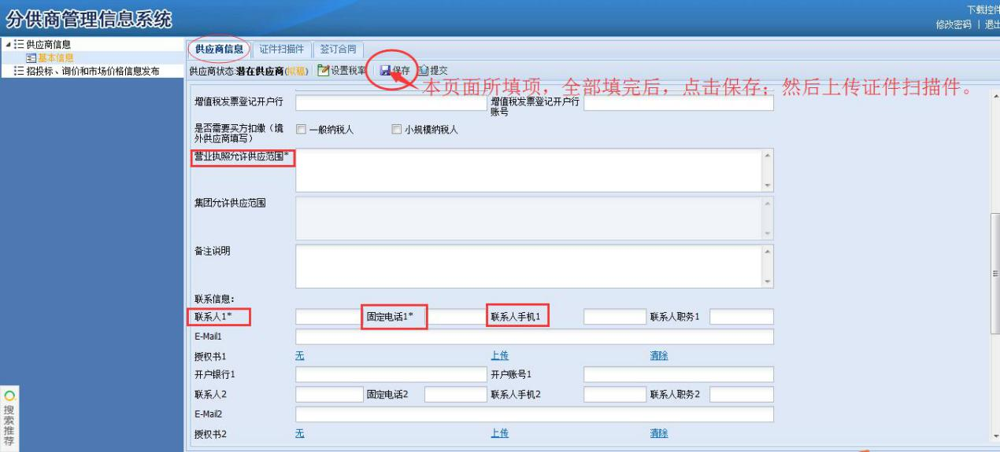 分供商管理信息系统
下载控件
修改密码 | 退出
供应商信息
基本信息
招投标、询价和市场价格信息发布
供应商信息 证件扫描件 签订合同
供应商状态:潜在供应商(拟稿) 设置税率 保存 提交
本页面所填项，全部填完后，点击保存；然后上传证件扫描件。
增值税发票登记开户行 增值税发票登记开户行
账号
是否需要买方扣缴（境 一般纳税人 小规模纳税人
外供应商填写）
营业执照允许供应范围*
集团允许供应范围
备注说明
联系信息:
联系人1* 固定电话1* 联系人手机1 联系人职务1
E-Mail1
授权书1 无 上传 清除
开户银行1 开户账号1
联系人2 固定电话2 联系人手机2 联系人职务2
E-Mail2
授权书2 无 上传 清除
搜索推荐